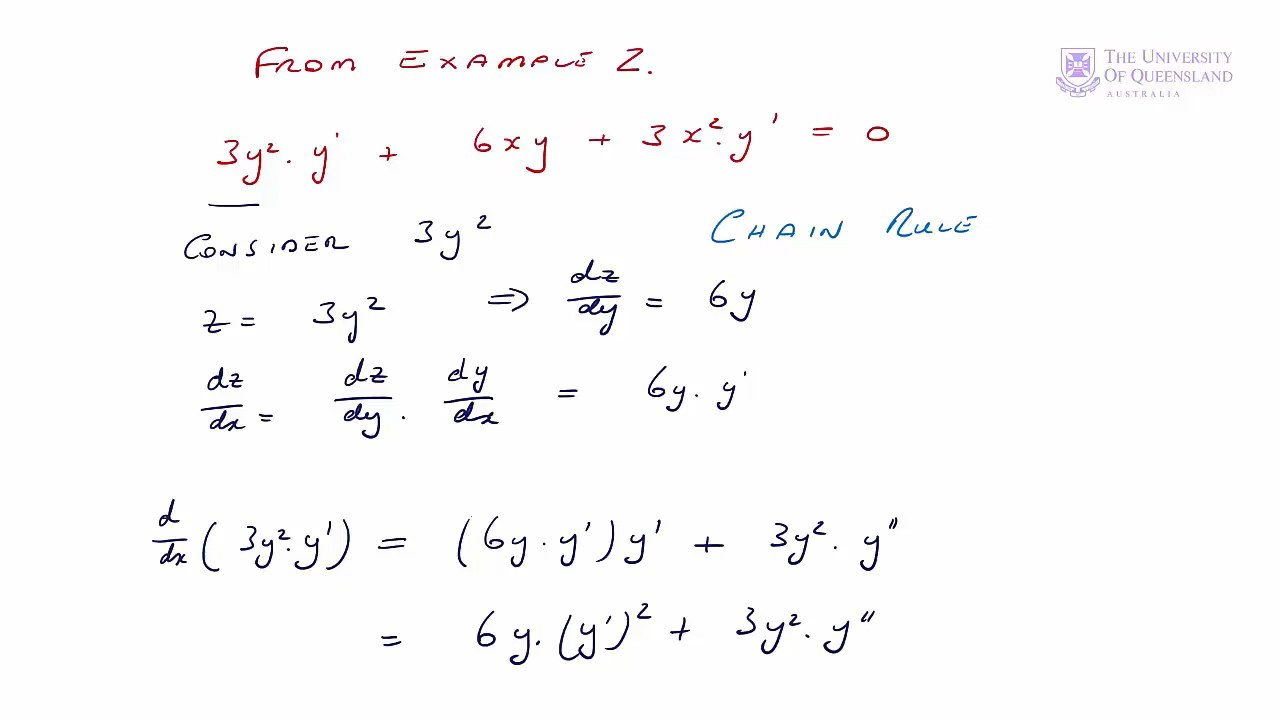 FROM EXAMPLE 2.
THE UNIVERSITY
OF QUEENSLAND
AUSTRALIA
3y². y' + 6xy + 3x². y' = 0
CONSIDER 3y² CHAIN RULE
z = 3y² ⇒ dz/dy = 6y
dz/dx = dz/dy . dy/dx = 6y. y'
d/dx (3y². y') = (6y . y') y' + 3y² . y''
= 6y. (y')² + 3y². y''